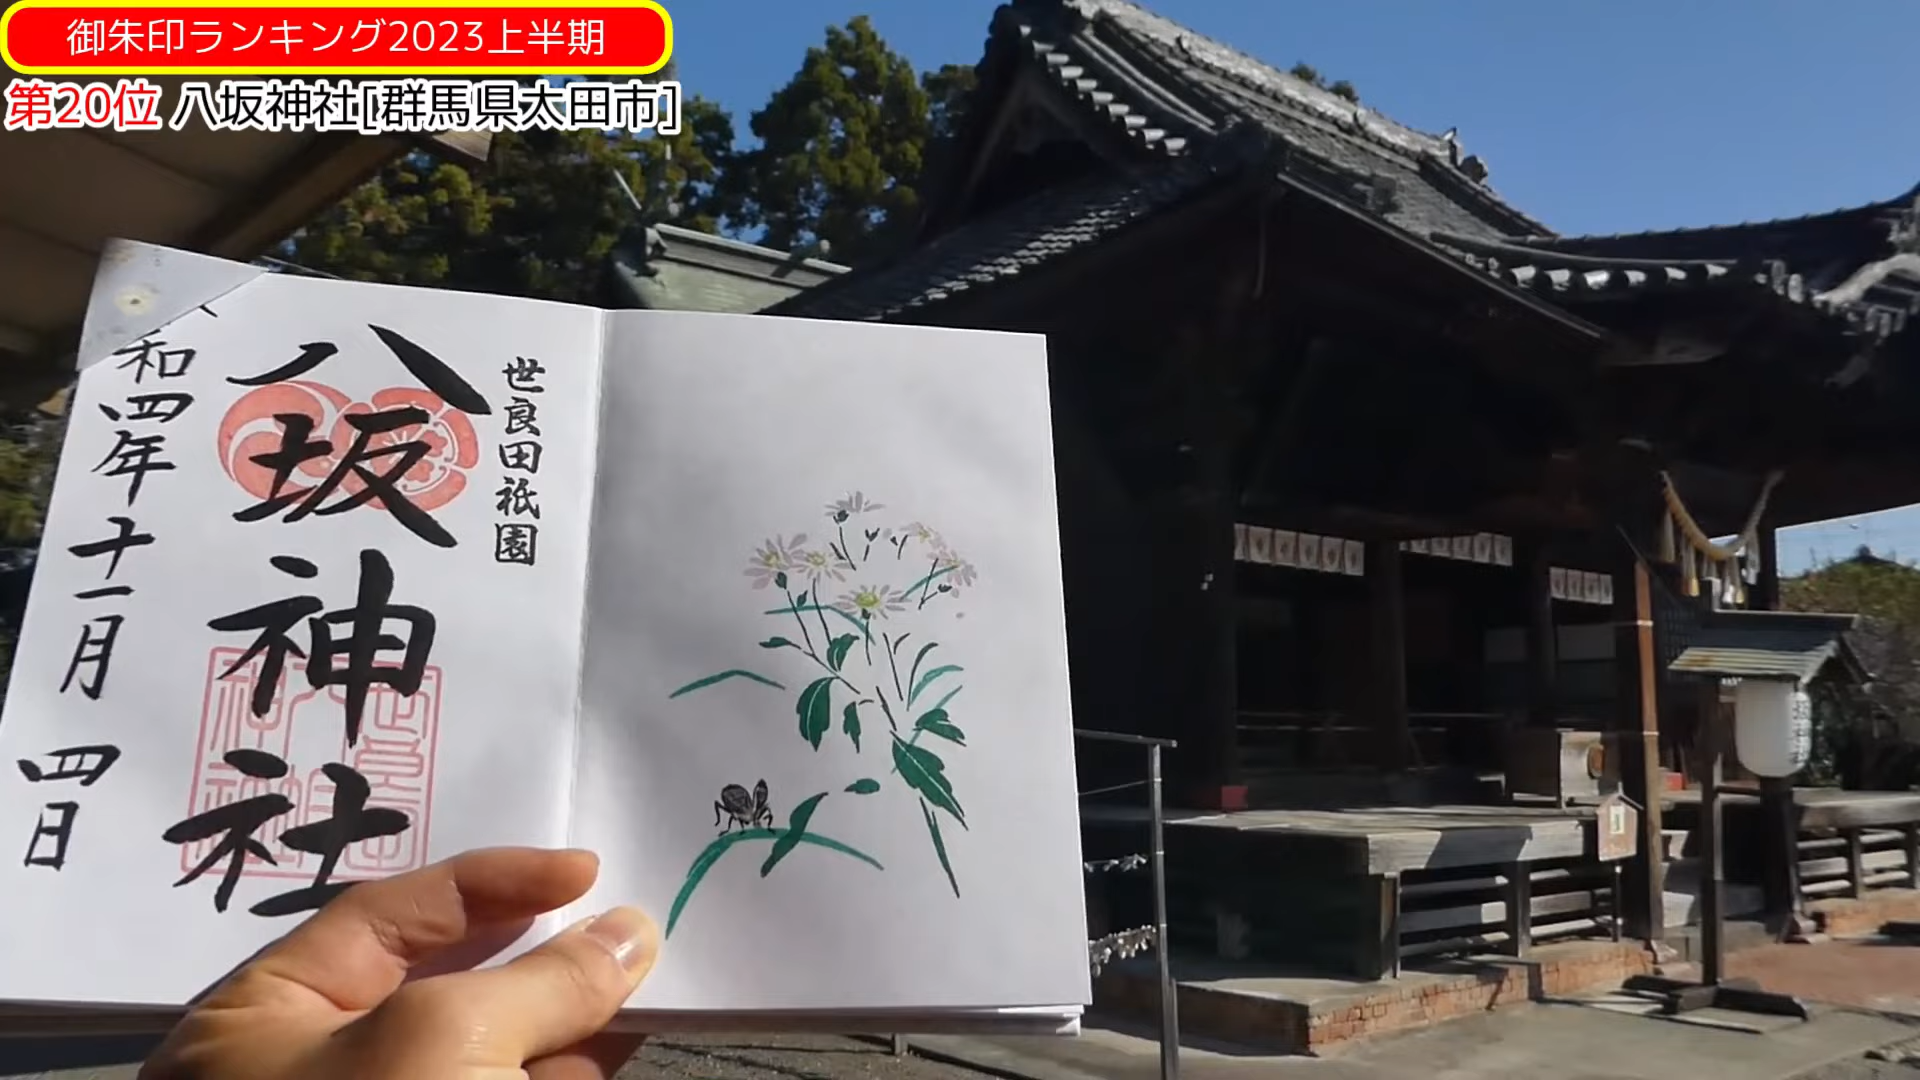 御朱印ランキング2023上半期
第20位 八坂神社[群馬県太田市]
世良田祇園
八坂神社
和四年十一月 四日